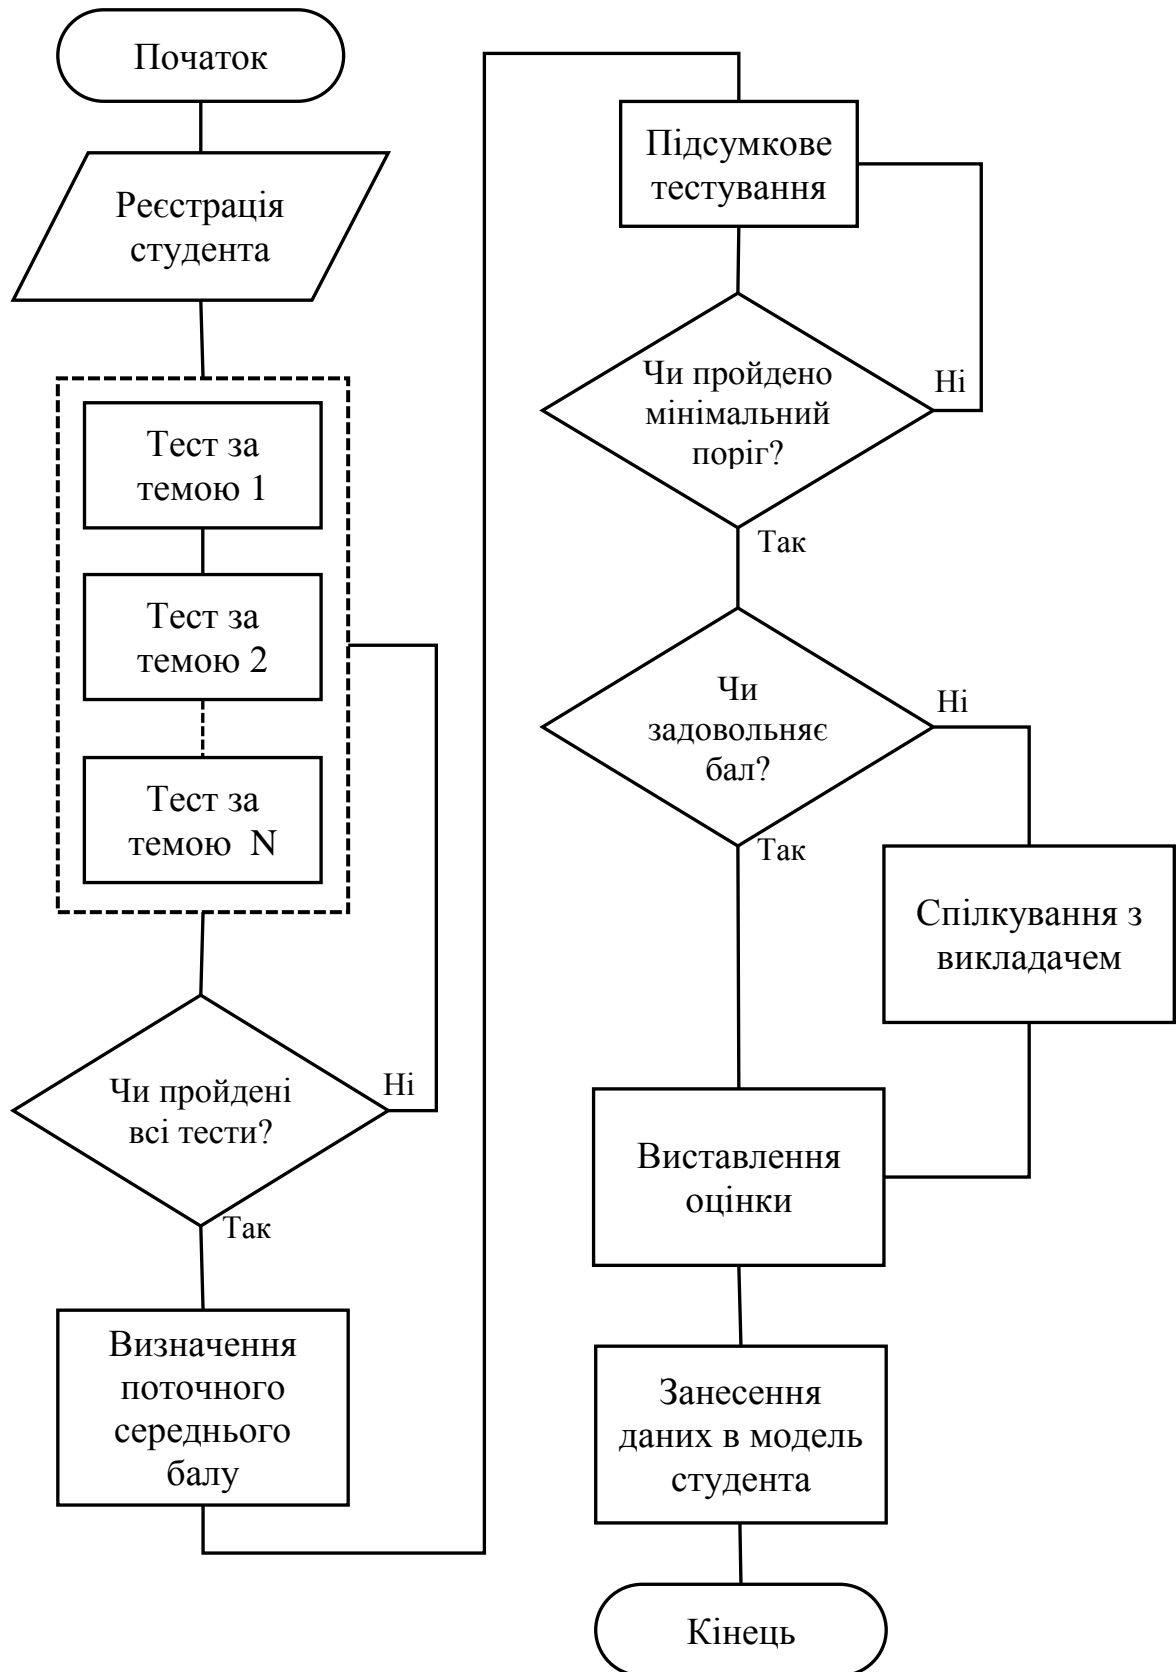 Початок
Реєстрація
студента
Тест за
темою 1
Тест за
темою 2
Тест за
темою N
Чи пройдені
всі тести?
Ні
Так
Визначення
поточного
середнього
балу
Підсумкове
тестування
Чи пройдено
мінімальний
поріг?
Ні
Так
Чи
задовольняє
бал?
Ні
Так
Спілкування з
викладачем
Виставлення
оцінки
Занесення
даних в модель
студента
Кінець